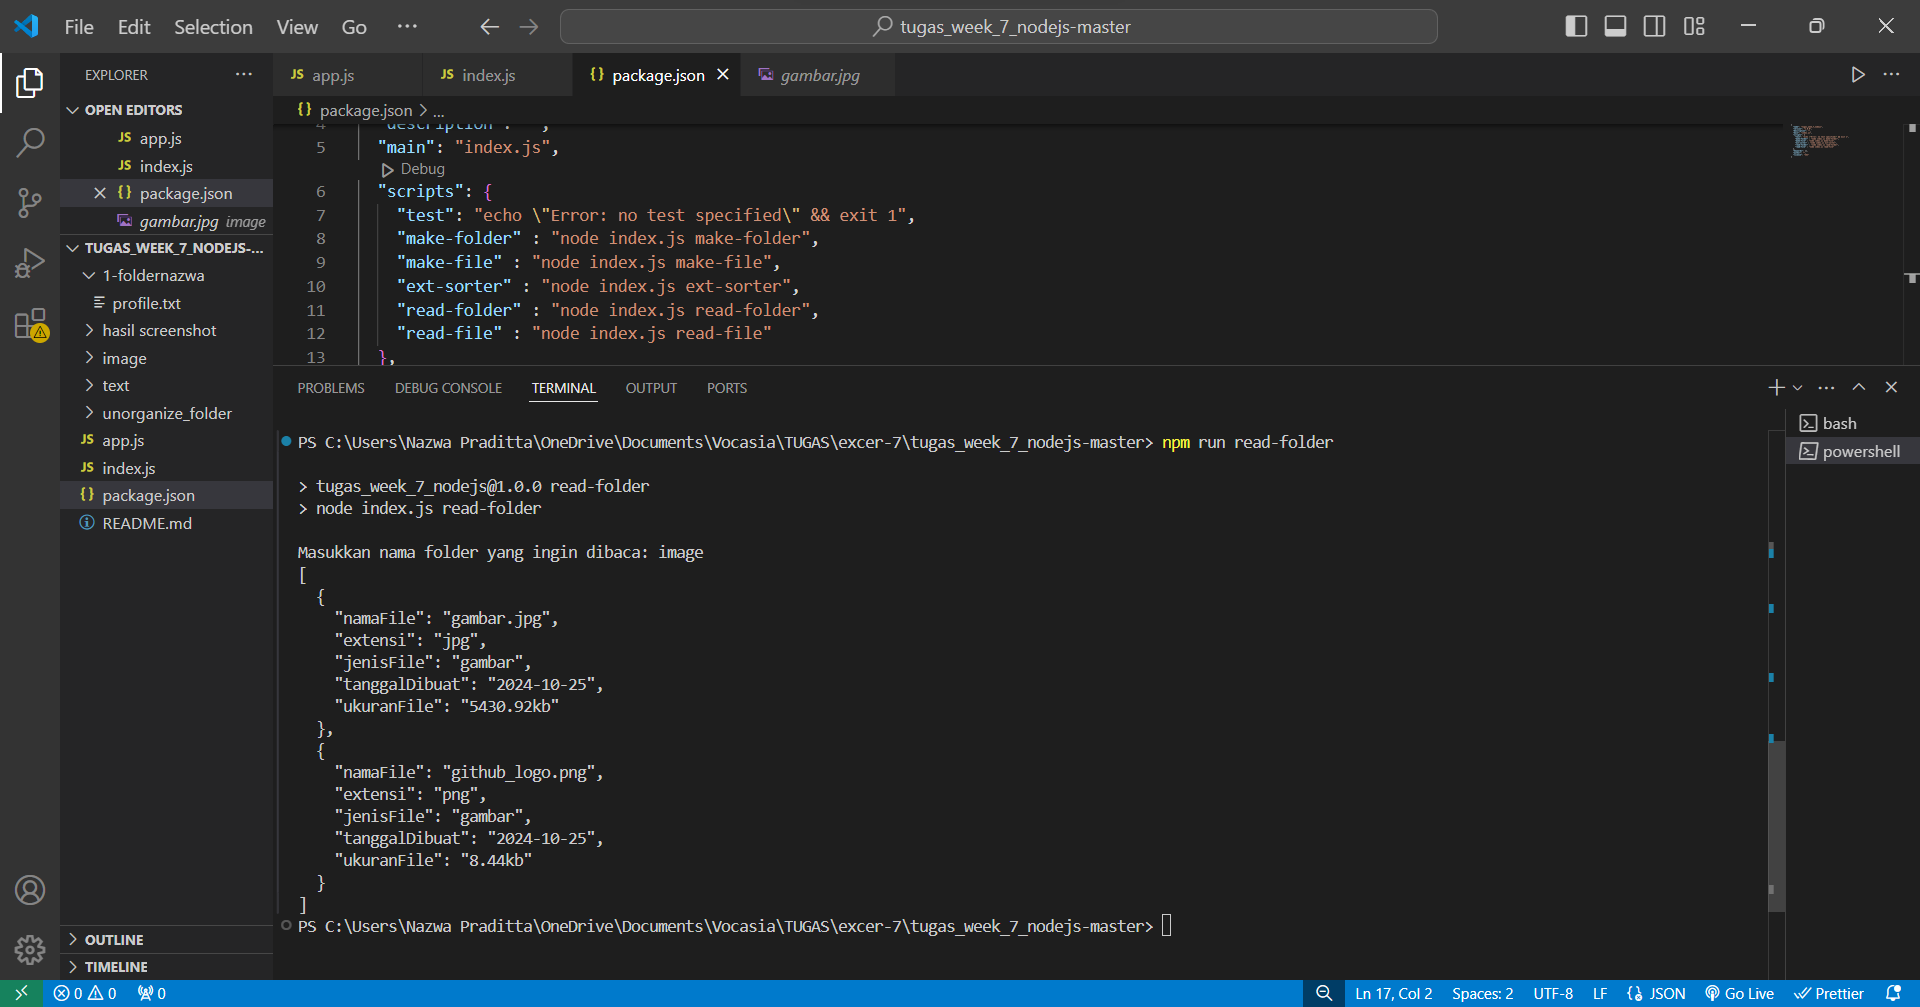 File Edit Selection View Go ··· tugas_week_7_nodejs-master
EXPLORER ···
OPEN EDITORS
JS app.js
JS index.js
{} package.json
gambar.jpg image
TUGAS_WEEK_7_NODEJS-...
1-foldernazwa
profile.txt
hasil screenshot
image
text
unorganize_folder
JS app.js
JS index.js
{} package.json
README.md
OUTLINE
TIMELINE
JS app.js JS index.js {} package.json gambar.jpg
{} package.json > ...
4 "description": "",
5 "main": "index.js",
Debug
6 "scripts": {
7 "test": "echo \"Error: no test specified\" && exit 1",
8 "make-folder" : "node index.js make-folder",
9 "make-file" : "node index.js make-file",
10 "ext-sorter" : "node index.js ext-sorter",
11 "read-folder" : "node index.js read-folder",
12 "read-file" : "node index.js read-file"
13 },
PROBLEMS DEBUG CONSOLE TERMINAL OUTPUT PORTS
bash
powershell
PS C:\Users\Nazwa Praditta\OneDrive\Documents\Vocasia\TUGAS\excer-7\tugas_week_7_nodejs-master> npm run read-folder
> tugas_week_7_nodejs@1.0.0 read-folder
> node index.js read-folder
Masukkan nama folder yang ingin dibaca: image
[
{
"namaFile": "gambar.jpg",
"extensi": "jpg",
"jenisFile": "gambar",
"tanggalDibuat": "2024-10-25",
"ukuranFile": "5430.92kb"
},
{
"namaFile": "github_logo.png",
"extensi": "png",
"jenisFile": "gambar",
"tanggalDibuat": "2024-10-25",
"ukuranFile": "8.44kb"
}
]
PS C:\Users\Nazwa Praditta\OneDrive\Documents\Vocasia\TUGAS\excer-7\tugas_week_7_nodejs-master>
0 0 0 Ln 17, Col 2 Spaces: 2 UTF-8 LF {} JSON Go Live Prettier